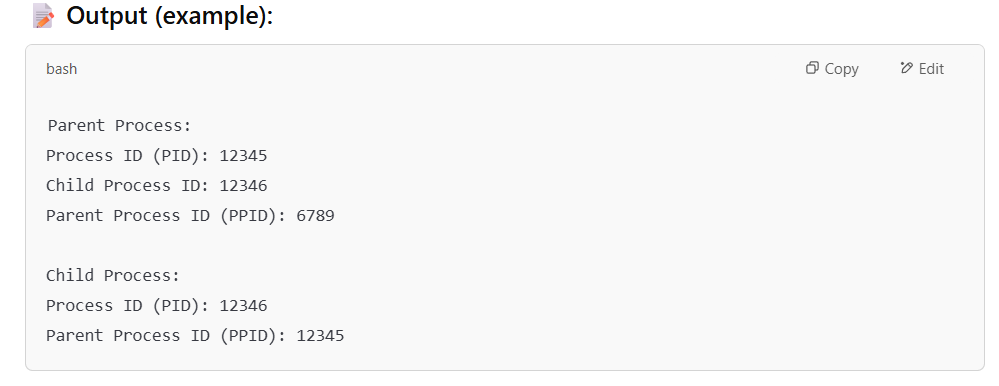 📝 Output (example):
bash
Copy
Edit
Parent Process:
Process ID (PID): 12345
Child Process ID: 12346
Parent Process ID (PPID): 6789
Child Process:
Process ID (PID): 12346
Parent Process ID (PPID): 12345